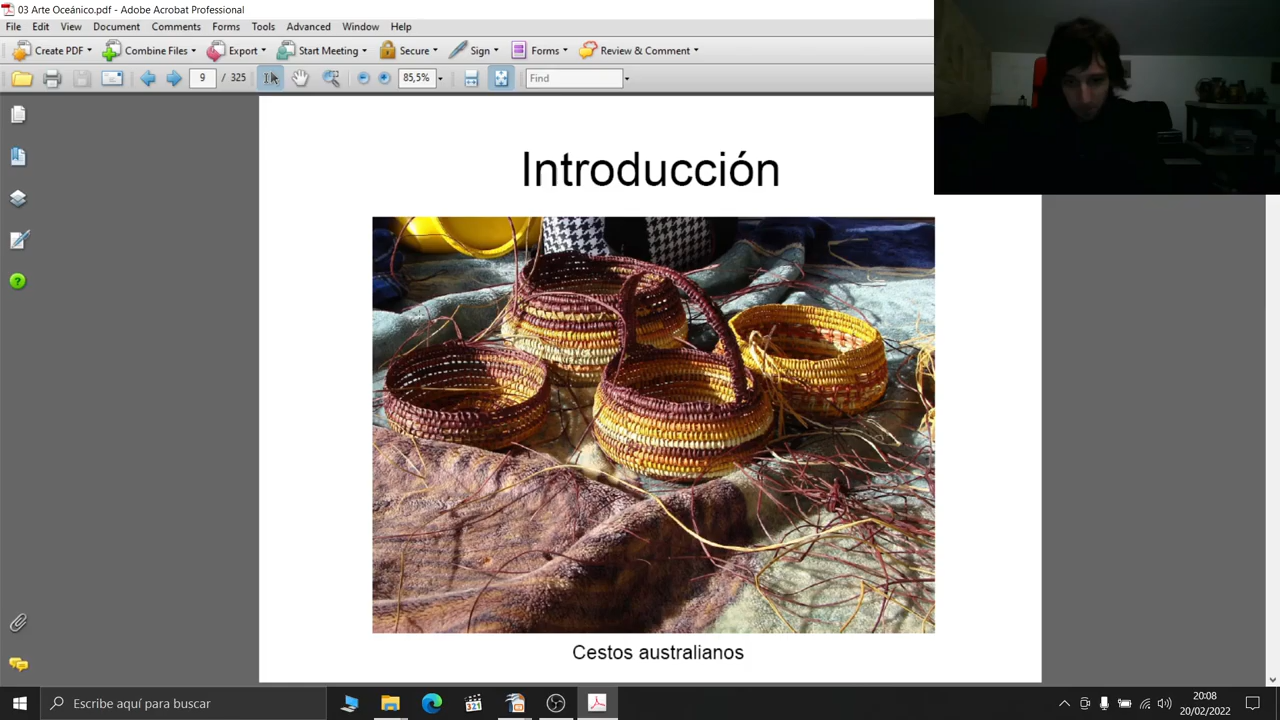 03 Arte Oceánico.pdf - Adobe Acrobat Professional
File Edit View Document Comments Forms Tools Advanced Window Help
Create PDF Combine Files Export Start Meeting Secure Sign Forms Review & Comment
9 / 325 85,5% Find
Introducción
Cestos australianos
Escribe aquí para buscar
321
20:08
20/02/2022